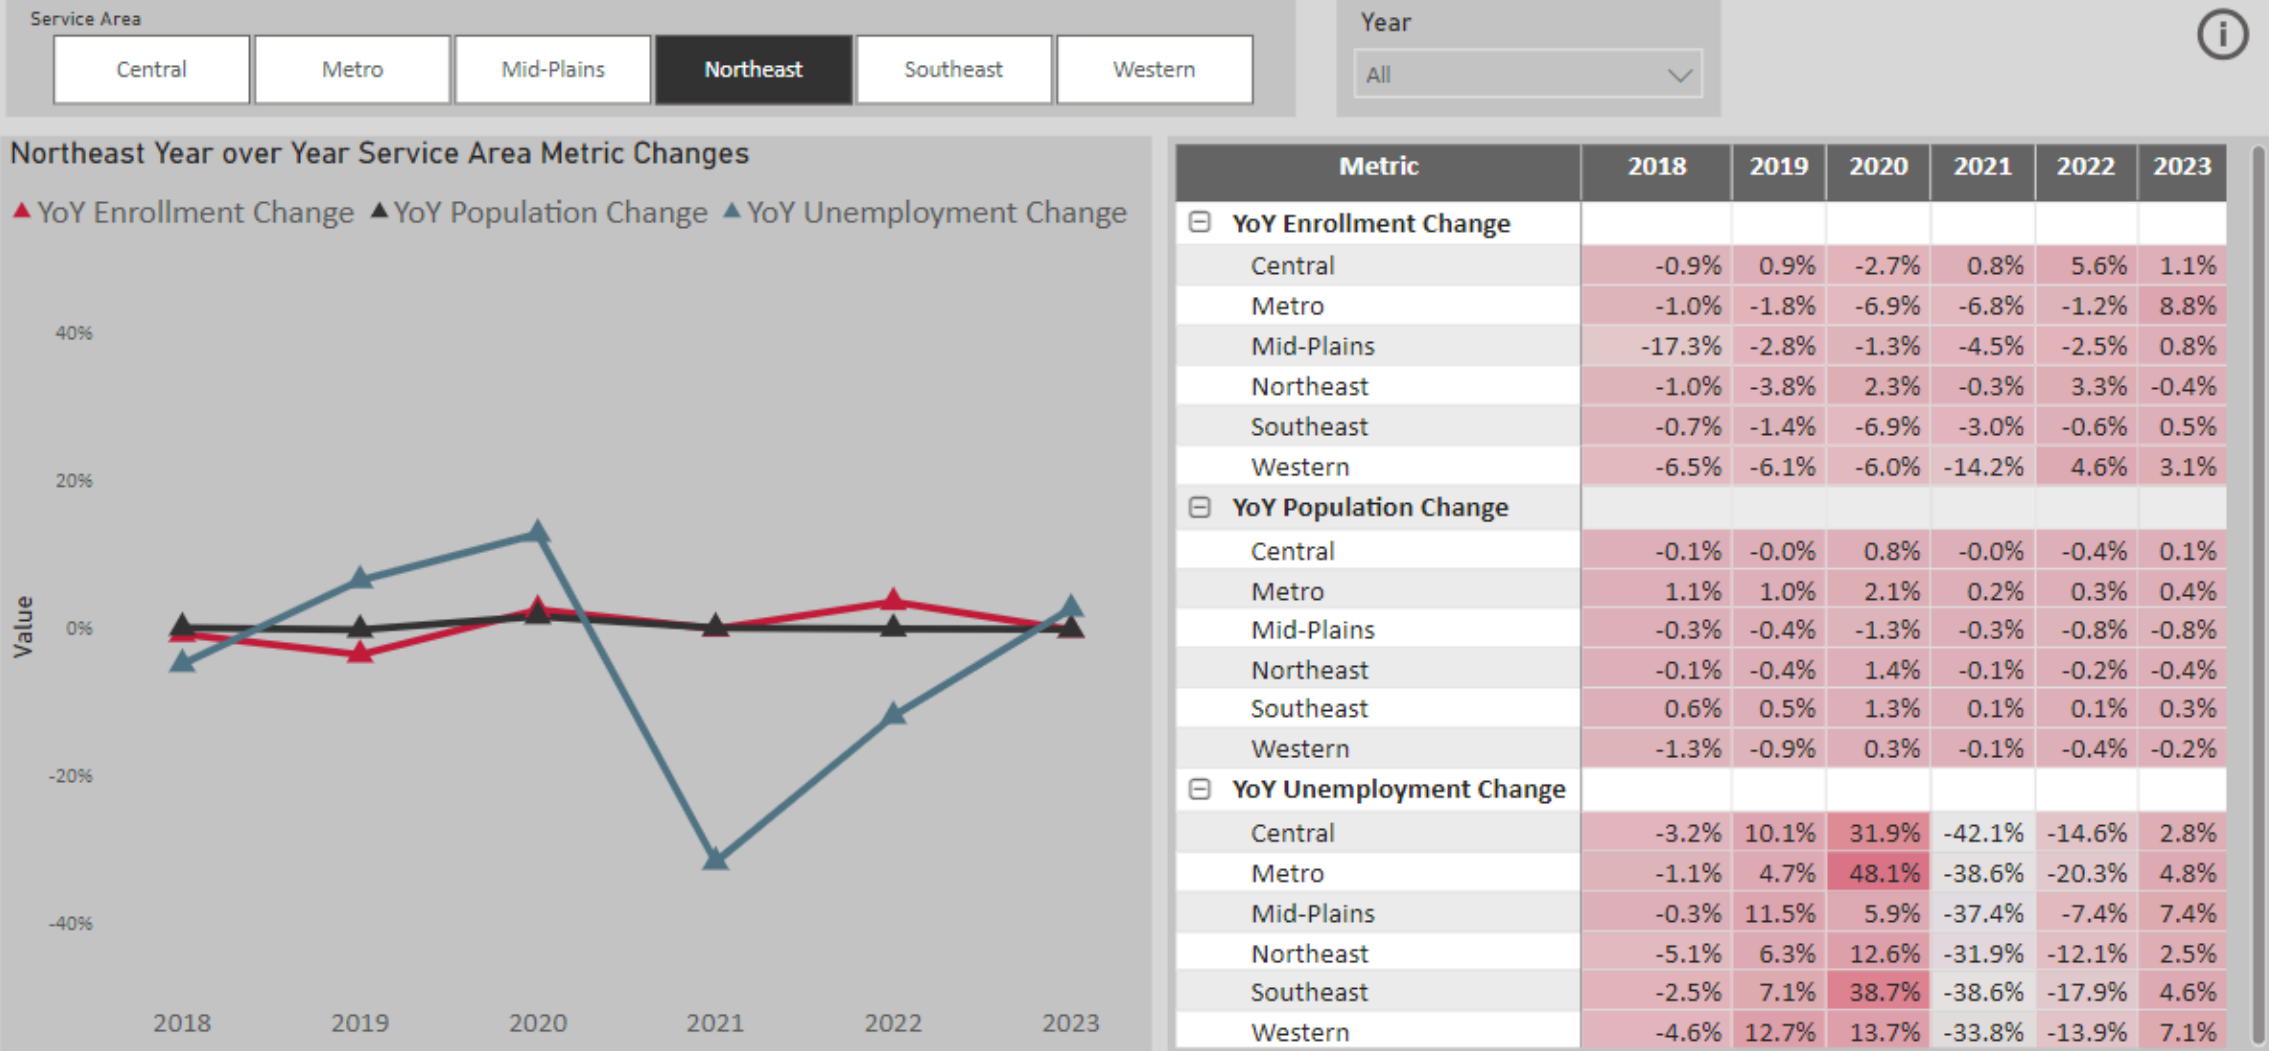 Service Area
Central Metro Mid-Plains Northeast Southeast Western
Year
All
Northeast Year over Year Service Area Metric Changes
YoY Enrollment Change YoY Population Change YoY Unemployment Change
40%
20%
0%
-20%
-40%
Value
2018 2019 2020 2021 2022 2023
Metric 2018 2019 2020 2021 2022 2023
YoY Enrollment Change
Central -0.9% 0.9% -2.7% 0.8% 5.6% 1.1%
Metro -1.0% -1.8% -6.9% -6.8% -1.2% 8.8%
Mid-Plains -17.3% -2.8% -1.3% -4.5% -2.5% 0.8%
Northeast -1.0% -3.8% 2.3% -0.3% 3.3% -0.4%
Southeast -0.7% -1.4% -6.9% -3.0% -0.6% 0.5%
Western -6.5% -6.1% -6.0% -14.2% 4.6% 3.1%
YoY Population Change
Central -0.1% -0.0% 0.8% -0.0% -0.4% 0.1%
Metro 1.1% 1.0% 2.1% 0.2% 0.3% 0.4%
Mid-Plains -0.3% -0.4% -1.3% -0.3% -0.8% -0.8%
Northeast -0.1% -0.4% 1.4% -0.1% -0.2% -0.4%
Southeast 0.6% 0.5% 1.3% 0.1% 0.1% 0.3%
Western -1.3% -0.9% 0.3% -0.1% -0.4% -0.2%
YoY Unemployment Change
Central -3.2% 10.1% 31.9% -42.1% -14.6% 2.8%
Metro -1.1% 4.7% 48.1% -38.6% -20.3% 4.8%
Mid-Plains -0.3% 11.5% 5.9% -37.4% -7.4% 7.4%
Northeast -5.1% 6.3% 12.6% -31.9% -12.1% 2.5%
Southeast -2.5% 7.1% 38.7% -38.6% -17.9% 4.6%
Western -4.6% 12.7% 13.7% -33.8% -13.9% 7.1%